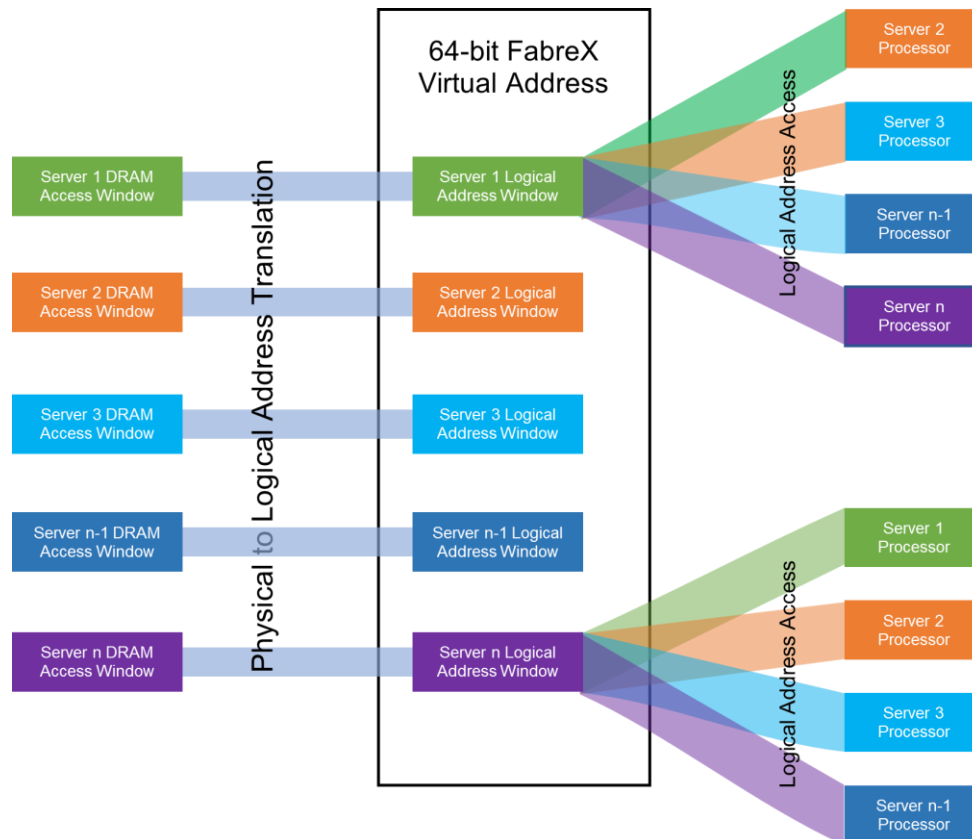 64-bit FabreX
Virtual Address
Server 1 DRAM
Access Window
Server 2 DRAM
Access Window
Server 3 DRAM
Access Window
Server n-1 DRAM
Access Window
Server n DRAM
Access Window
Physical to Logical Address Translation
Server 1 Logical
Address Window
Server 2 Logical
Address Window
Server 3 Logical
Address Window
Server n-1 Logical
Address Window
Server n Logical
Address Window
Logical Address Access
Server 2
Processor
Server 3
Processor
Server n-1
Processor
Server n
Processor
Logical Address Access
Server 1
Processor
Server 2
Processor
Server 3
Processor
Server n-1
Processor